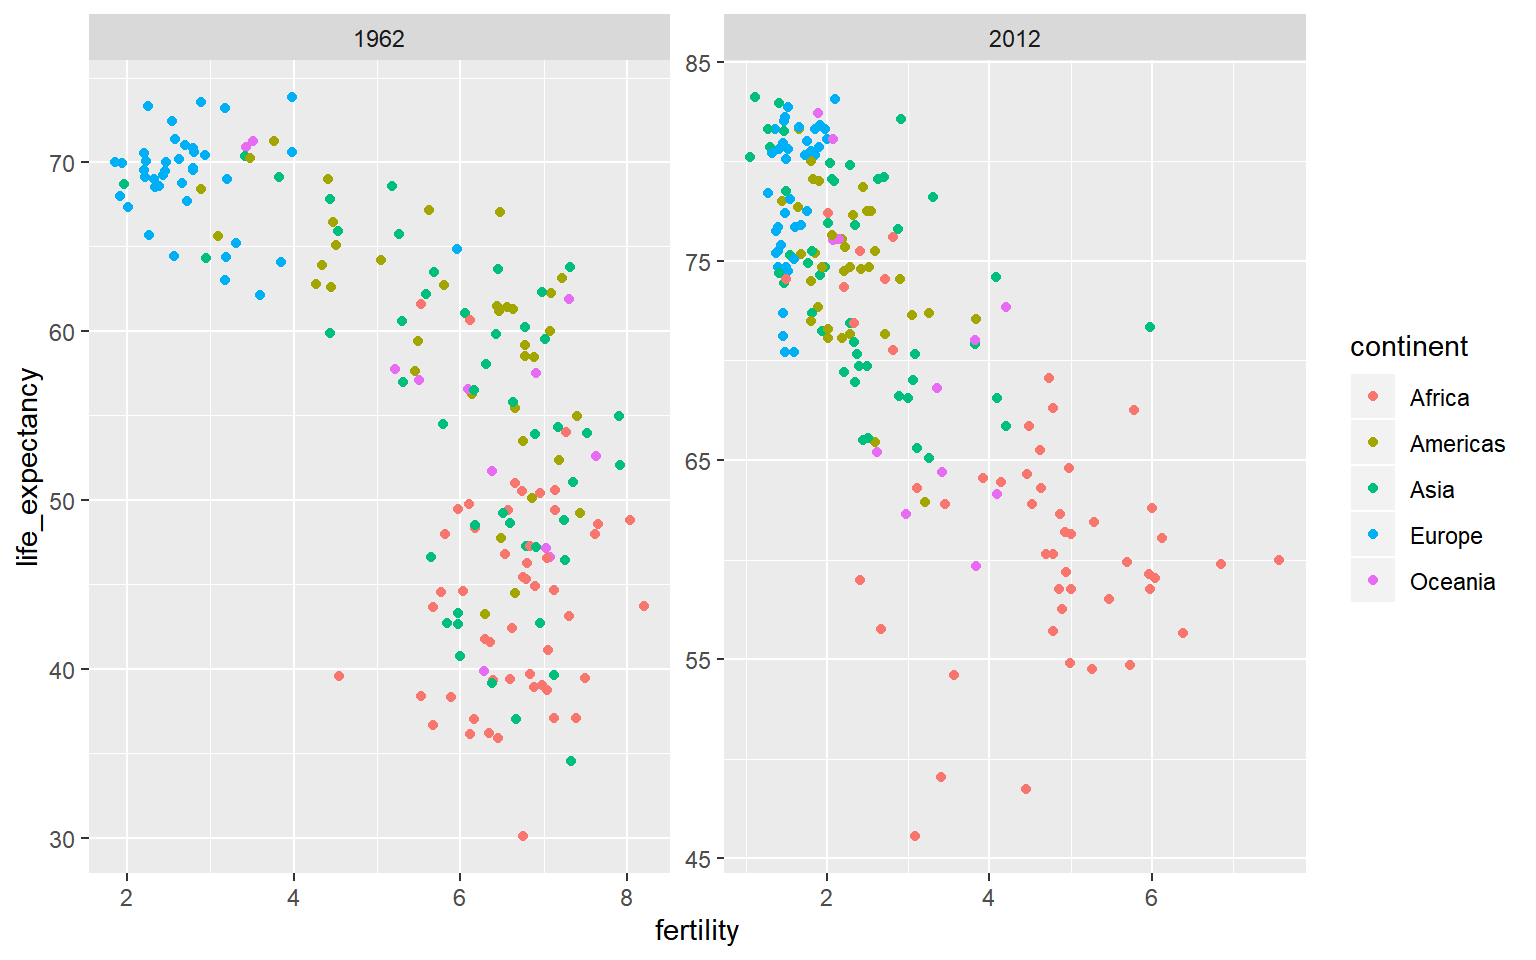 1962
2012
life_expectancy
70
60
50
40
30
85
75
65
55
45
2 4 6 8
2 4 6
fertility
continent
Africa
Americas
Asia
Europe
Oceania